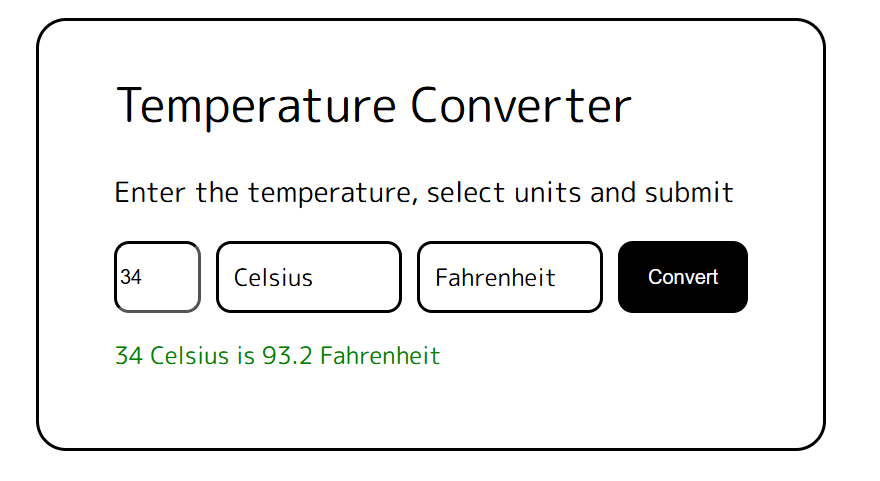 Temperature Converter
Enter the temperature, select units and submit
34 Celsius Fahrenheit Convert
34 Celsius is 93.2 Fahrenheit